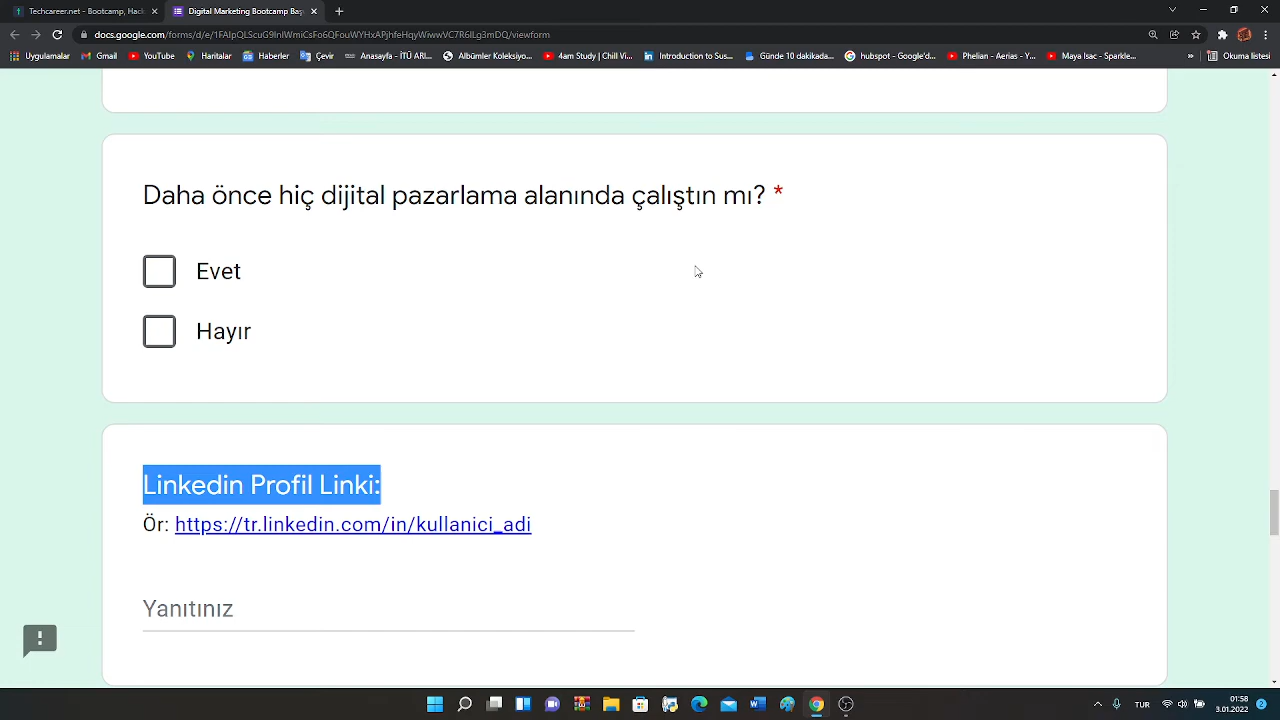 Techcareer.net - Bootcamp, Hack
Digital Marketing Bootcamp Baş
docs.google.com/forms/d/e/
/viewform
Uygulamalar
Gmail
YouTube
Haritalar
Haberler
Çevir
Anasayfa - İTÜ ARI...
Albümler Koleksiyo...
4am Study | Chill Vi...
Introduction to Sus...
Günde 10 dakikada...
hubspot - Google'd...
Phelian - Aerias - Y...
Maya Isac - Sparkle...
»
Okuma listesi
Daha önce hiç dijital pazarlama alanında çalıştın mı? *
Evet
Hayır
Linkedin Profil Linki:
Ör: https://tr.linkedin.com/in/kullanici_adi
Yanıtınız
TUR
01:58
9.01.2022
2